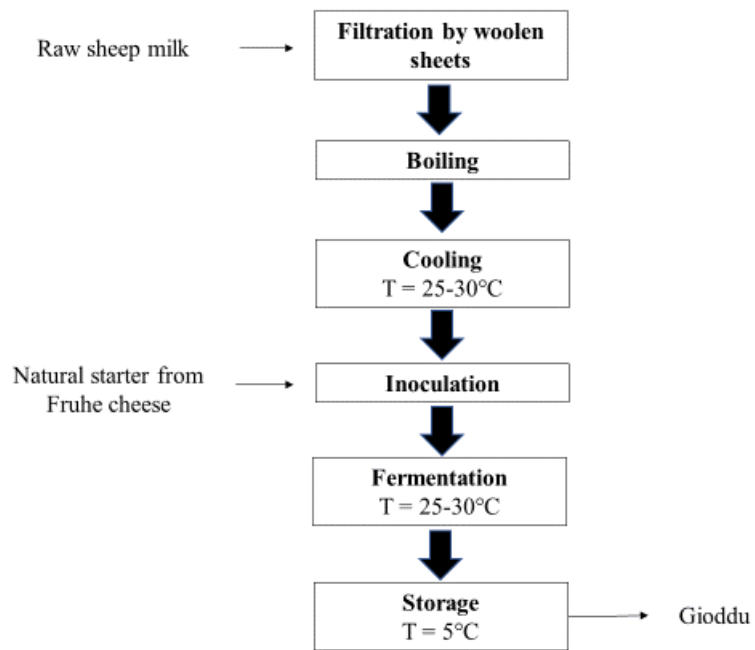 Raw sheep milk
Filtration by woolen
sheets
Boiling
Cooling
T = 25-30°C
Natural starter from
Fruhe cheese
Inoculation
Fermentation
T = 25-30°C
Storage
T = 5°C
Gioddu